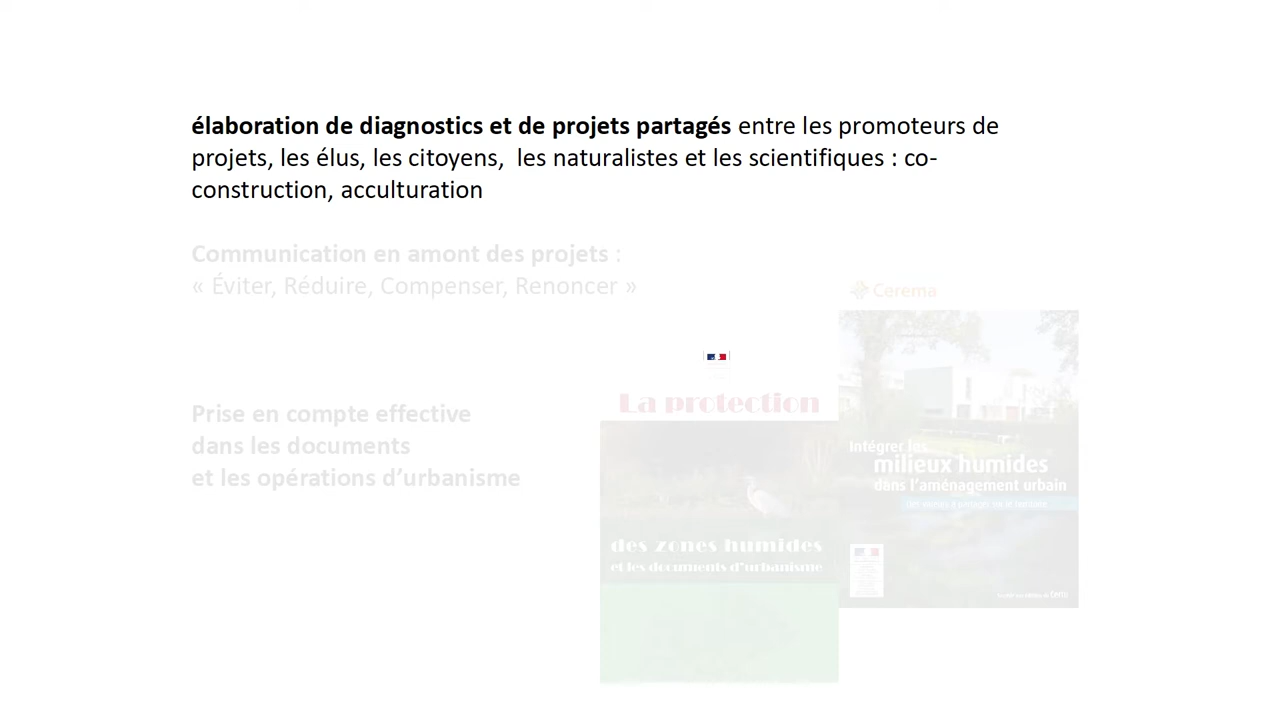 élaboration de diagnostics et de projets partagés entre les promoteurs de
projets, les élus, les citoyens, les naturalistes et les scientifiques : co-
construction, acculturation
Communication en amont des projets :
« Éviter, Réduire, Compenser, Renoncer »
Prise en compte effective
dans les documents
et les opérations d’urbanisme
La protection
des zones humides
et les documents d'urbanisme
Cerema
Intégrer les
milieux humides
dans l'aménagement urbain